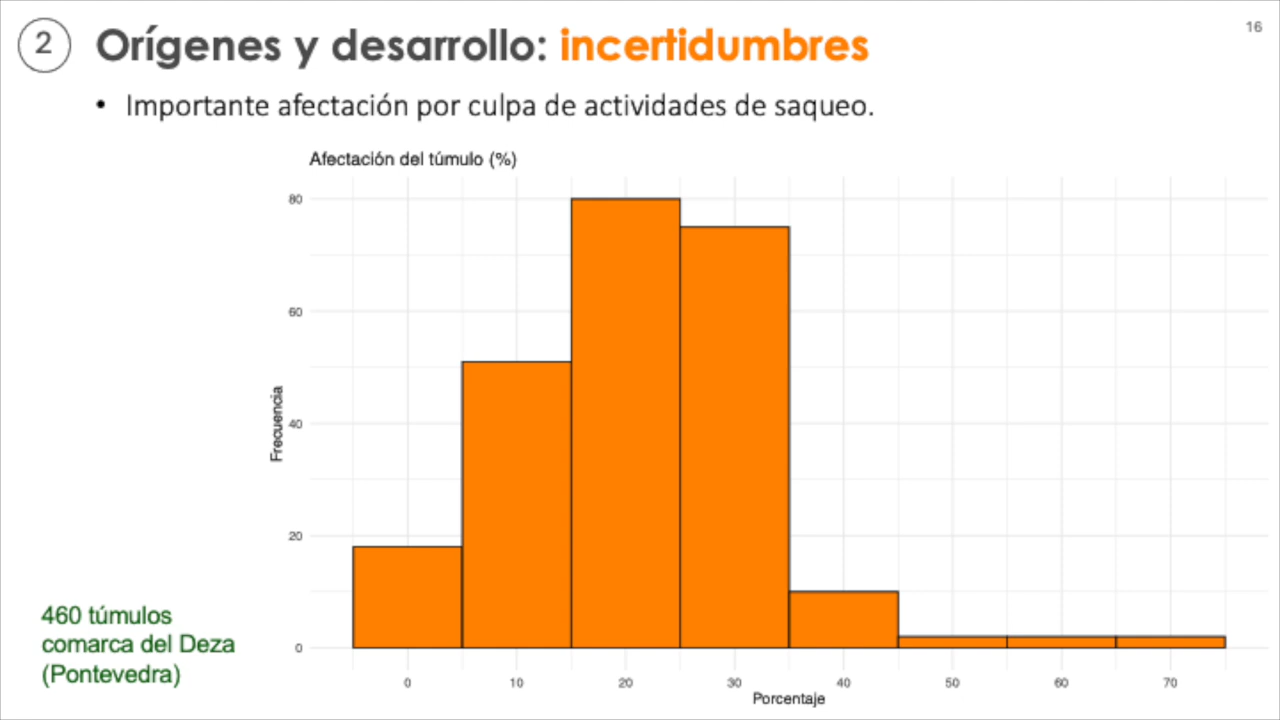 2
Orígenes y desarrollo: incertidumbres
16
• Importante afectación por culpa de actividades de saqueo.
Afectación del túmulo (%)
80
60
40
20
0
Frecuencia
0 10 20 30 40 50 60 70
Porcentaje
460 túmulos
comarca del Deza
(Pontevedra)